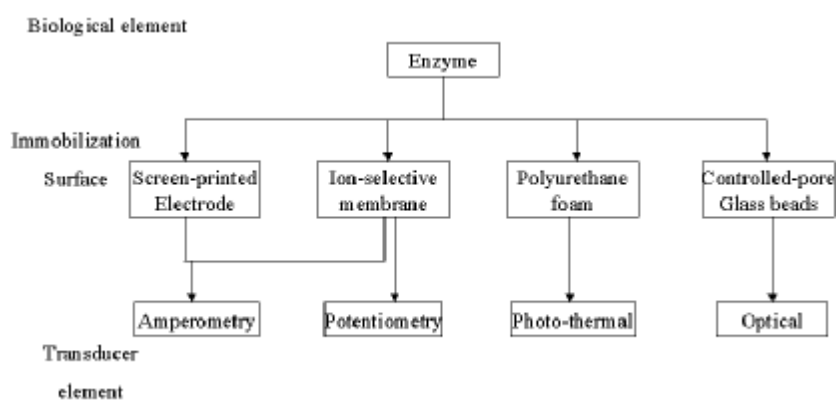 Biological element
Enzyme
Immobilization
Surface
Screen-printed
Electrode
Ion-selective
membrane
Polyurethane
foam
Controlled-pore
Glass beads
Amperometry
Potentiometry
Photo-thermal
Optical
Transducer
element